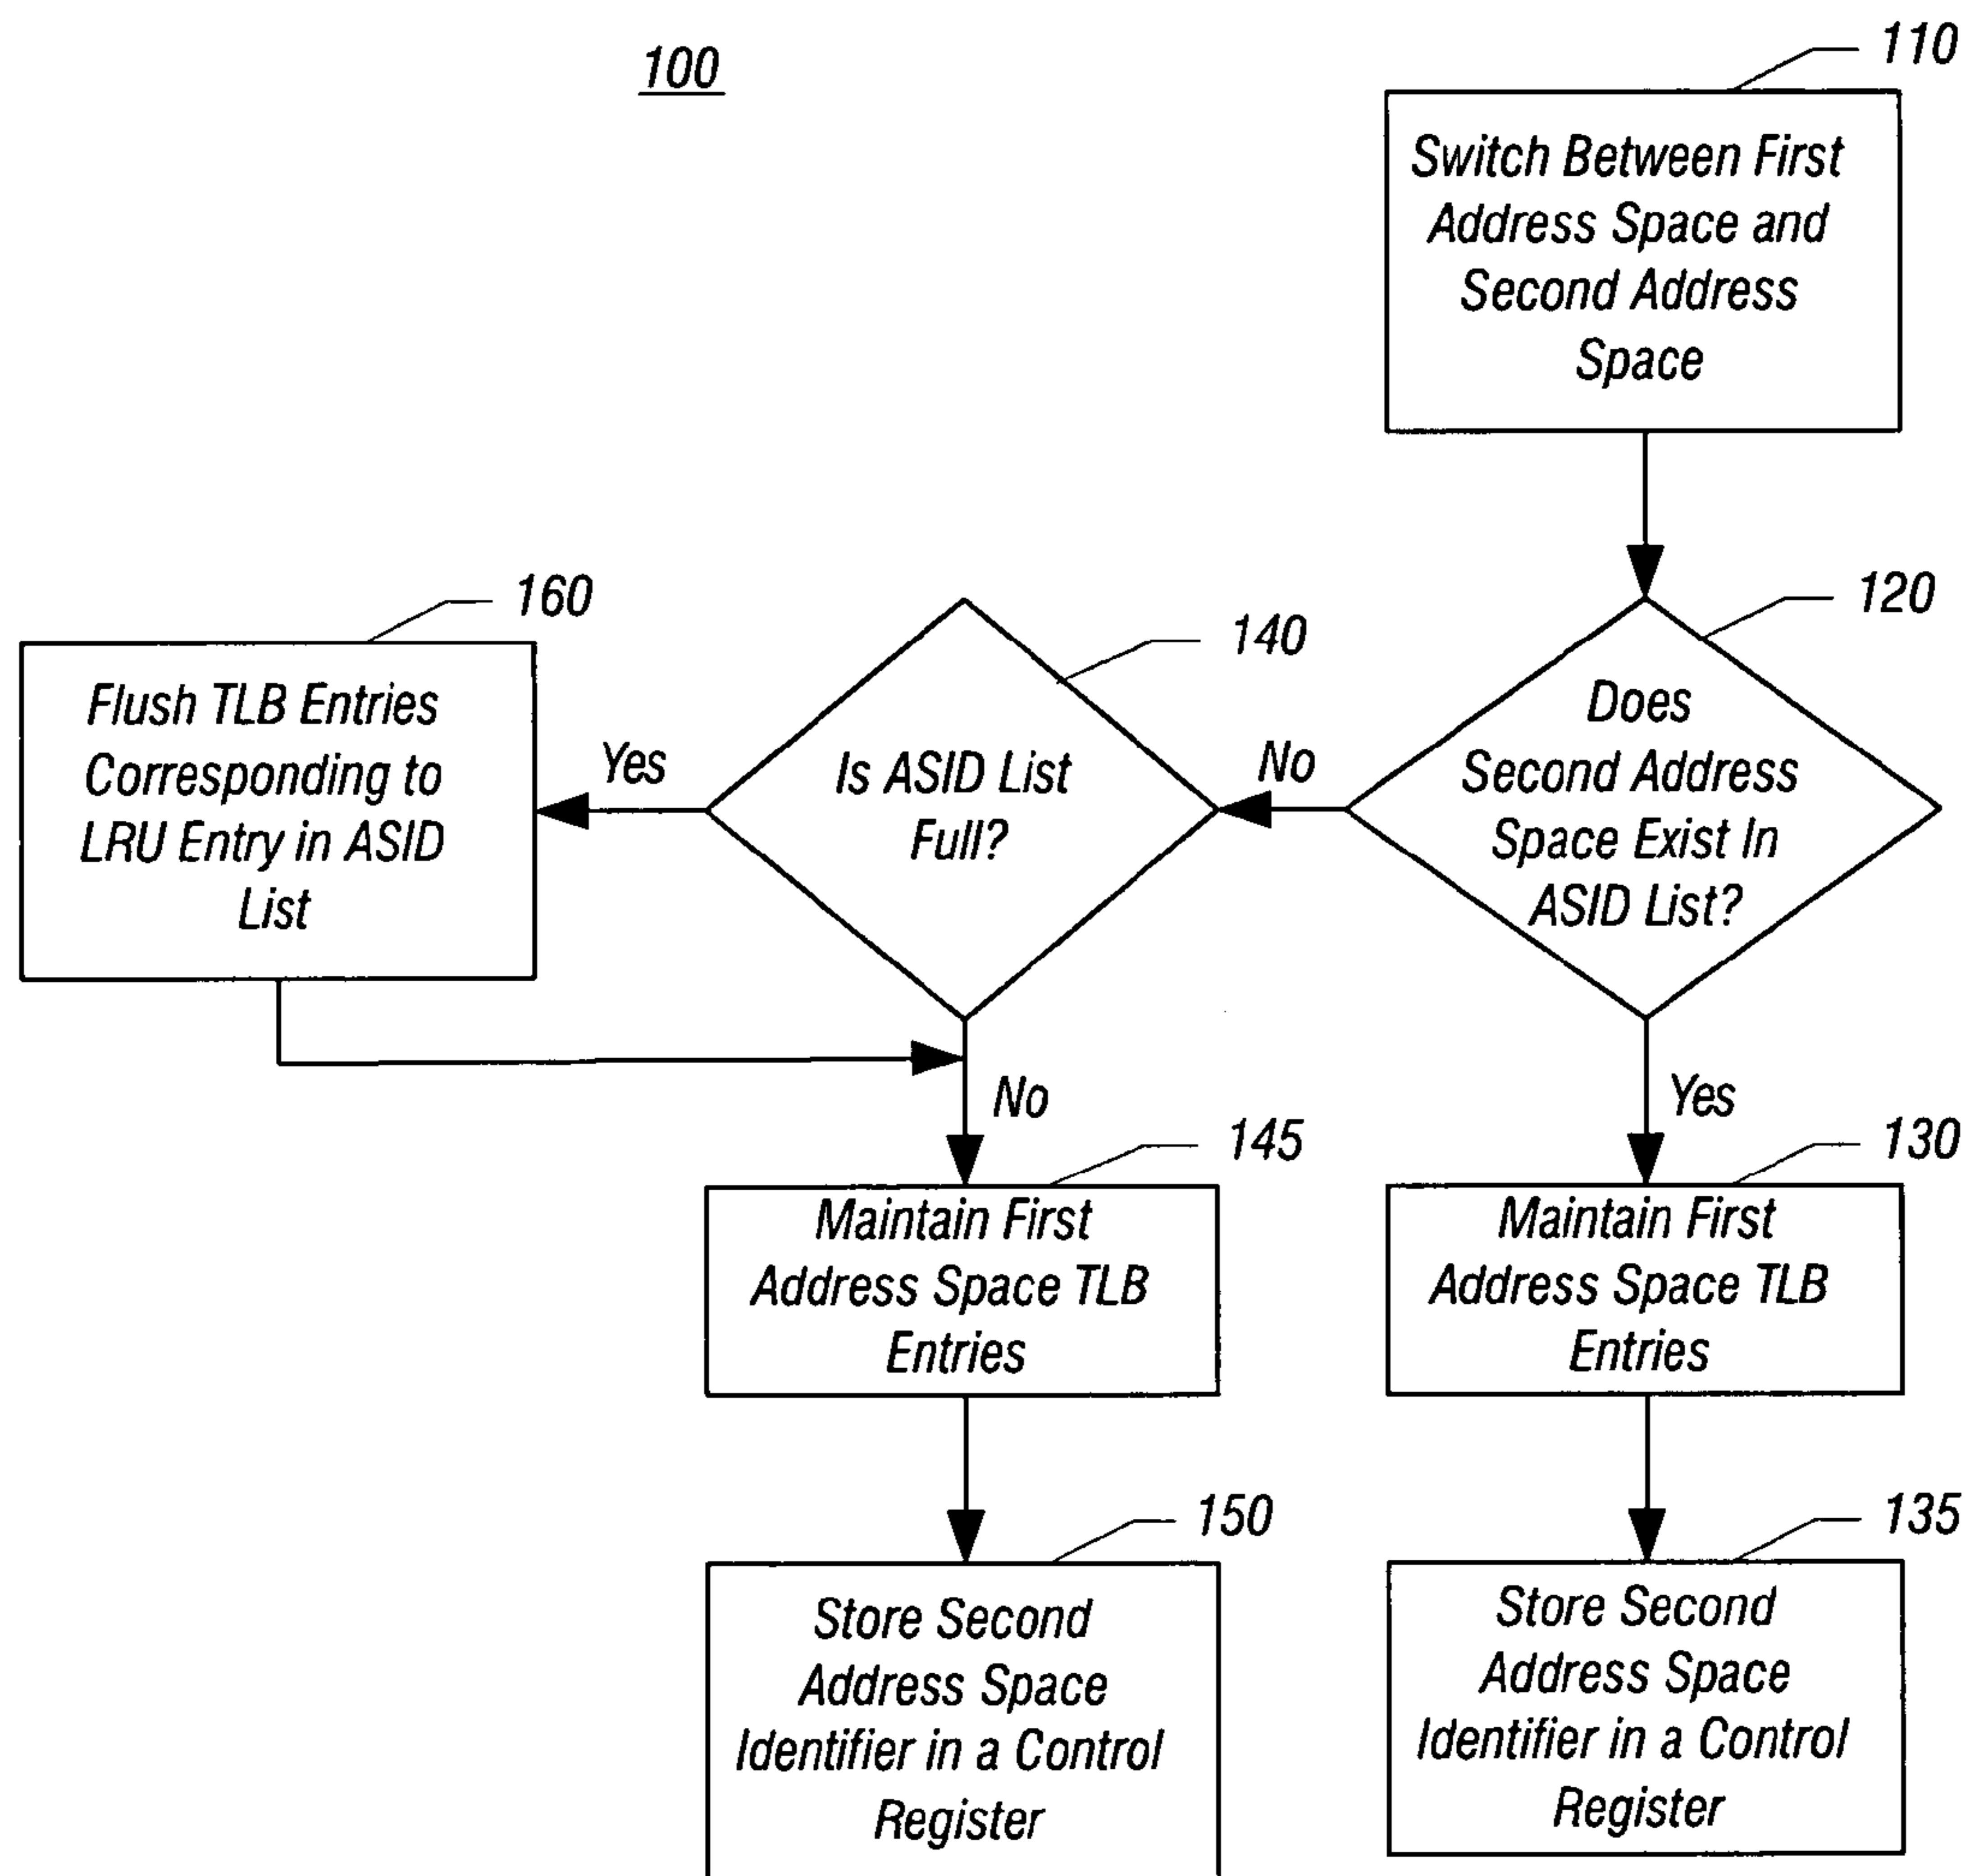 100
110
Switch Between First
Address Space and
Second Address
Space
120
Does
Second Address
Space Exist In
ASID List?
No
140
Is ASID List
Full?
Yes
160
Flush TLB Entries
Corresponding to
LRU Entry in ASID
List
No
Yes
145
Maintain First
Address Space TLB
Entries
130
Maintain First
Address Space TLB
Entries
150
Store Second
Address Space
Identifier in a Control
Register
135
Store Second
Address Space
Identifier in a Control
Register